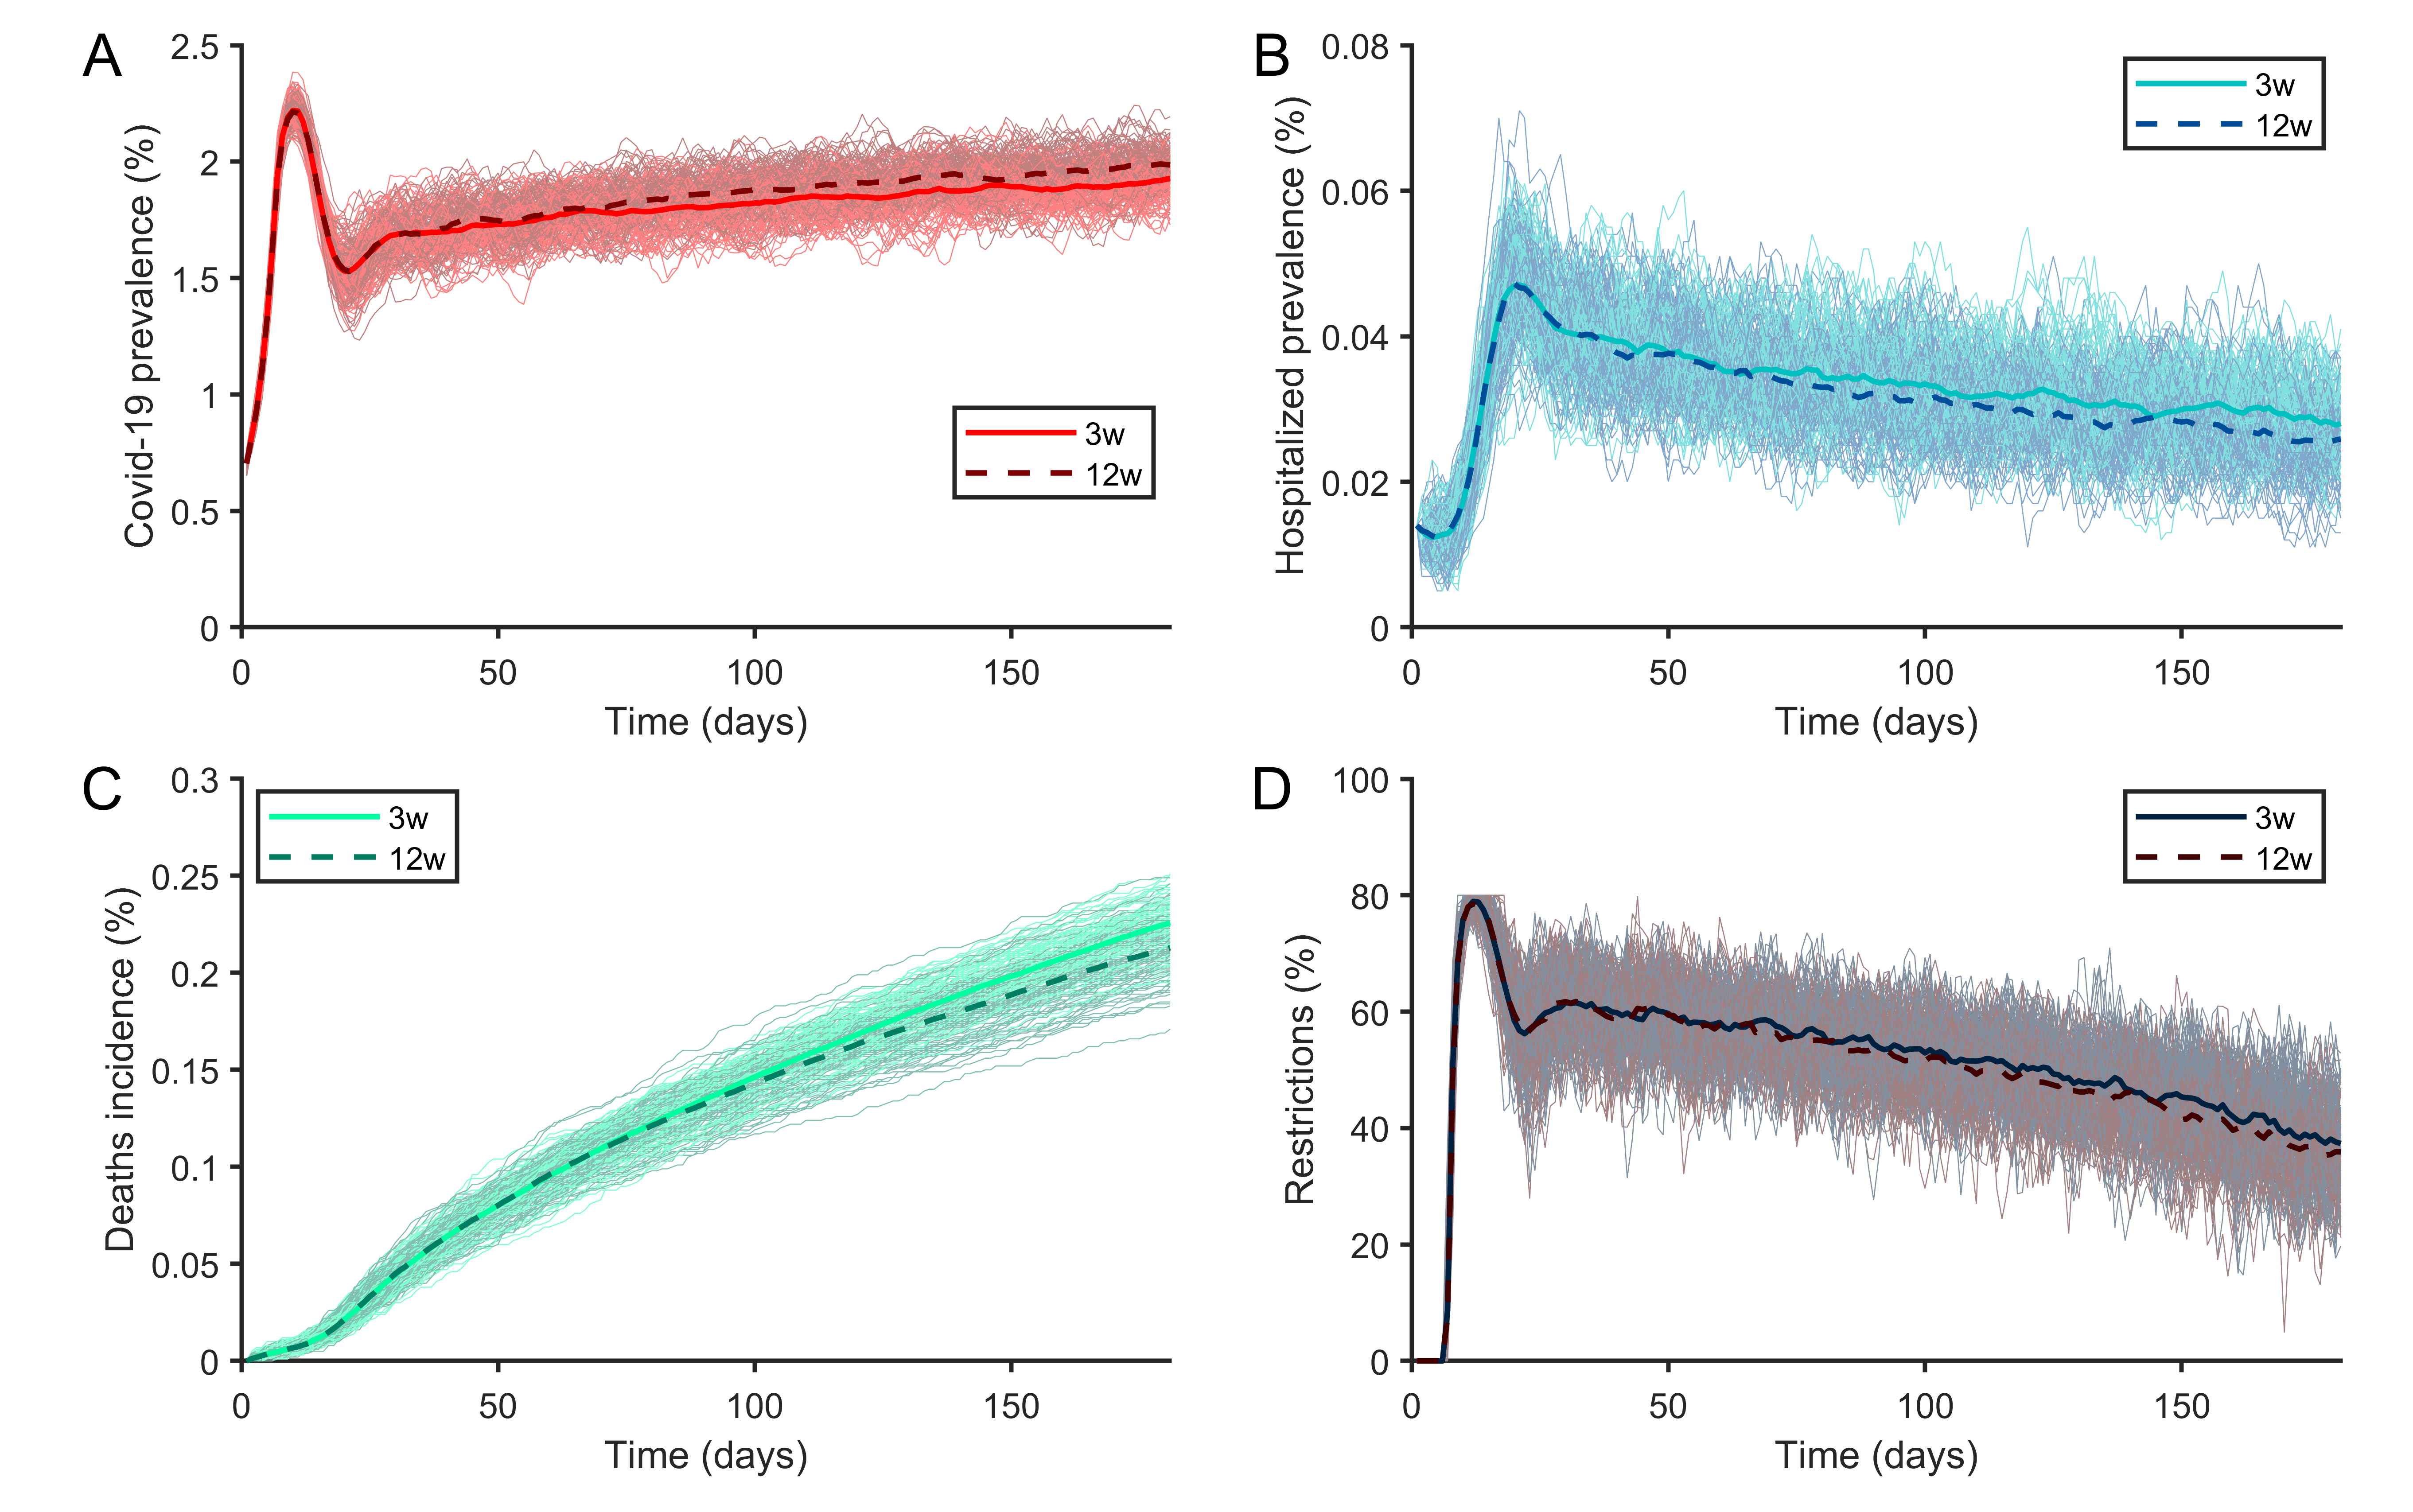 A
2.5
2
1.5
1
0.5
0
Covid-19 prevalence (%)
3w
12w
0
50
100
150
Time (days)
B
0.08
0.06
0.04
0.02
0
Hospitalized prevalence (%)
3w
12w
0
50
100
150
Time (days)
C
0.3
0.25
0.2
0.15
0.1
0.05
0
Deaths incidence (%)
3w
12w
0
50
100
150
Time (days)
D
100
80
60
40
20
0
Restrictions (%)
3w
12w
0
50
100
150
Time (days)